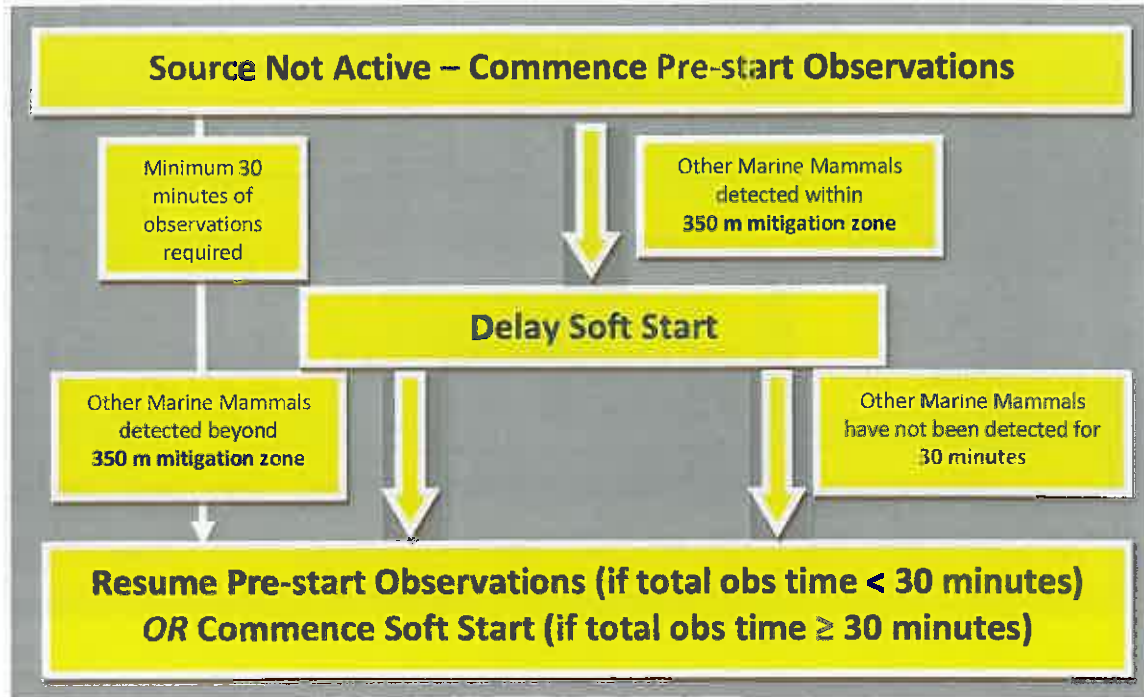 Source Not Active – Commence Pre-start Observations
Minimum 30
minutes of
observations
required
Other Marine Mammals
detected within
350 m mitigation zone
Delay Soft Start
Other Marine Mammals
detected beyond
350 m mitigation zone
Other Marine Mammals
have not been detected for
30 minutes
Resume Pre-start Observations (if total obs time < 30 minutes)
OR Commence Soft Start (if total obs time ≥ 30 minutes)